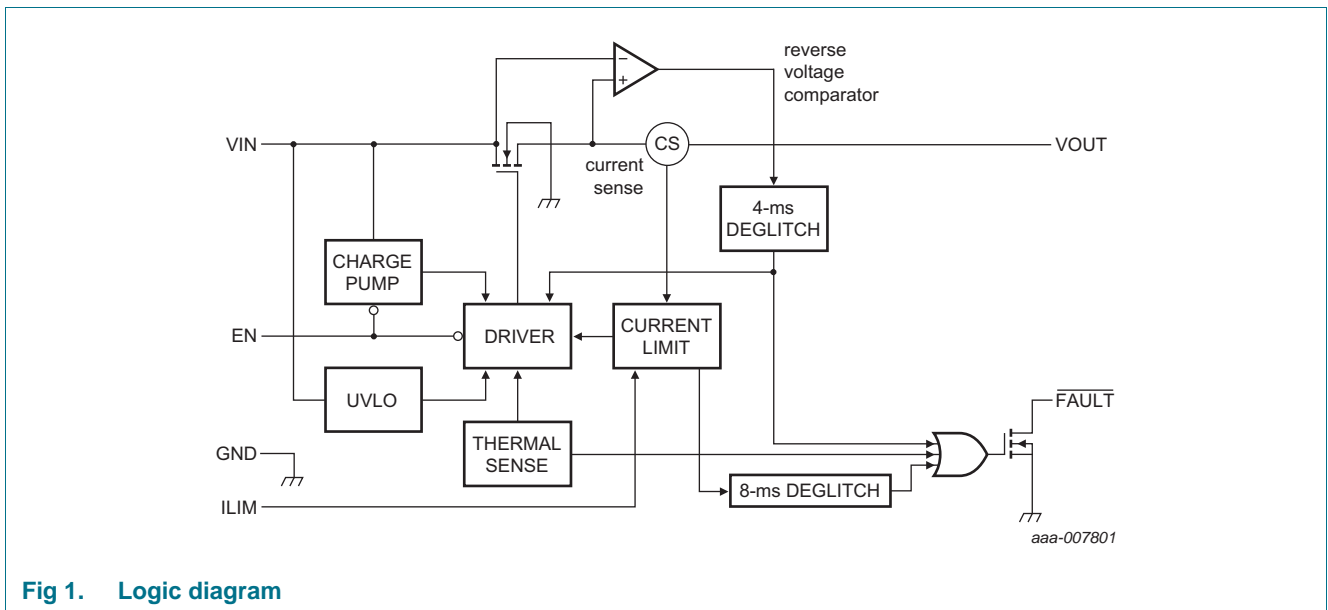 reverse
voltage
comparator
−
+
VIN
CS
VOUT
current
sense
4-ms
DEGLITCH
CHARGE
PUMP
EN
DRIVER
CURRENT
LIMIT
UVLO
FAULT
GND
THERMAL
SENSE
8-ms DEGLITCH
ILIM
aaa-007801
Fig 1. Logic diagram